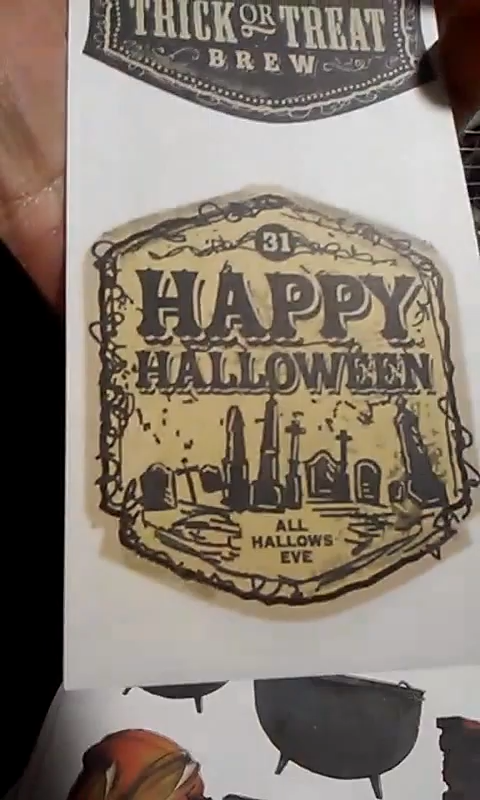 TRICK OR TREAT
BREW
31
HAPPY
HALLOWEEN
ALL
HALLOWS
EVE